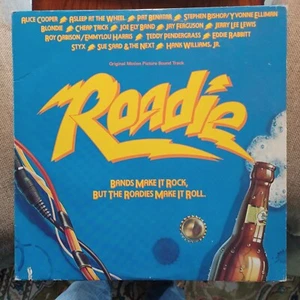 ALICE COOPER ASLEEP AT THE WHEEL PAT BENATAR STEPHEN BISHOP/YVONNE ELLIMAN
BLONDIE CHEAP TRICK JOE ELY BAND JAY FERGUSON JERRY LEE LEWIS
ROY ORBISON/EMMYLOU HARRIS TEDDY PENDERGRASS EDDIE RABBITT
STYX SUE SAAD & THE NEXT HANK WILLIAMS, JR.
Original Motion Picture Sound Track
Roadie
BANDS MAKE IT ROCK,
BUT THE ROADIES MAKE IT ROLL.